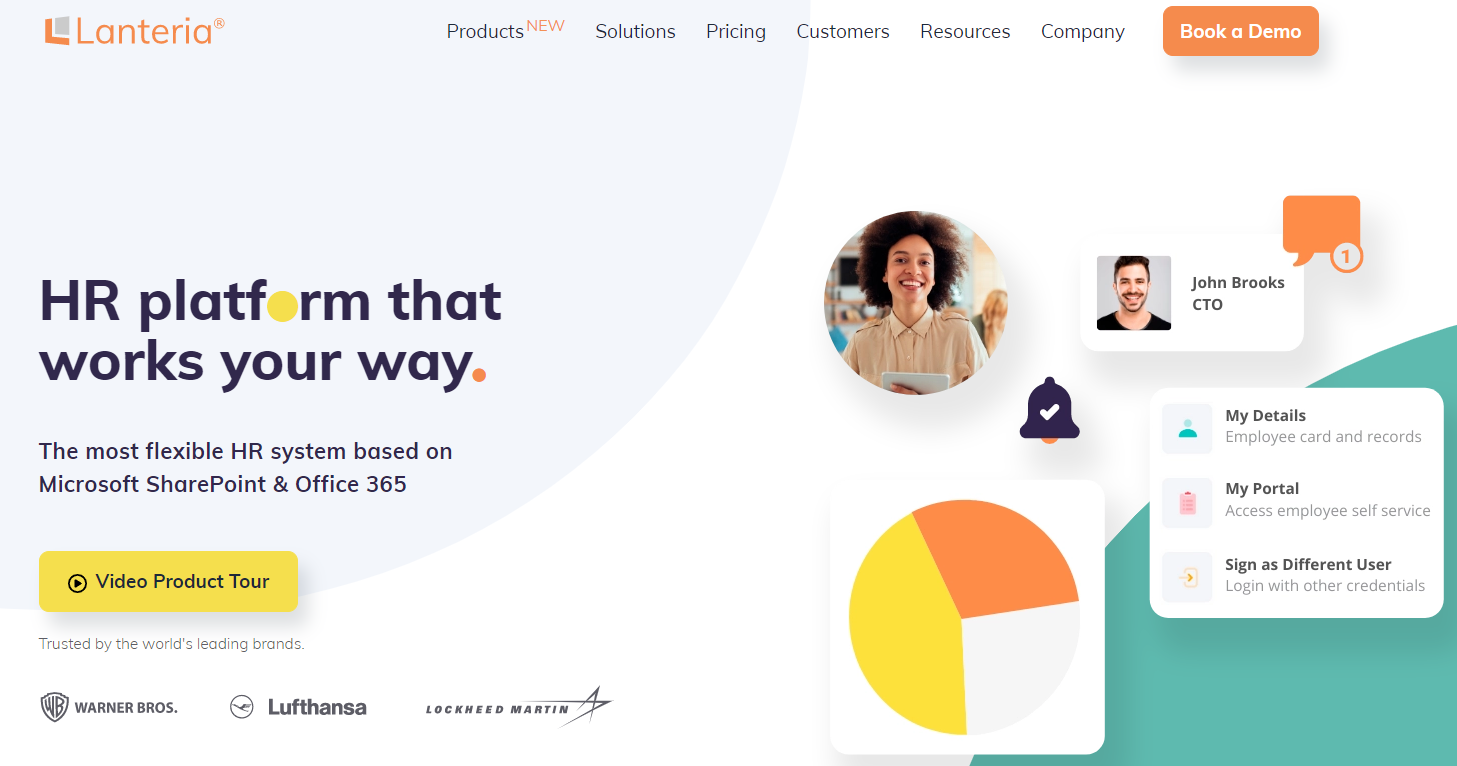 Lanteria®
Products NEW
Solutions
Pricing
Customers
Resources
Company
Book a Demo
HR platform that
works your way.
The most flexible HR system based on
Microsoft SharePoint & Office 365
Video Product Tour
Trusted by the world's leading brands.
WB WARNER BROS.
Lufthansa
LOCKHEED MARTIN
1
John Brooks
CTO
My Details
Employee card and records
My Portal
Access employee self service
Sign as Different User
Login with other credentials